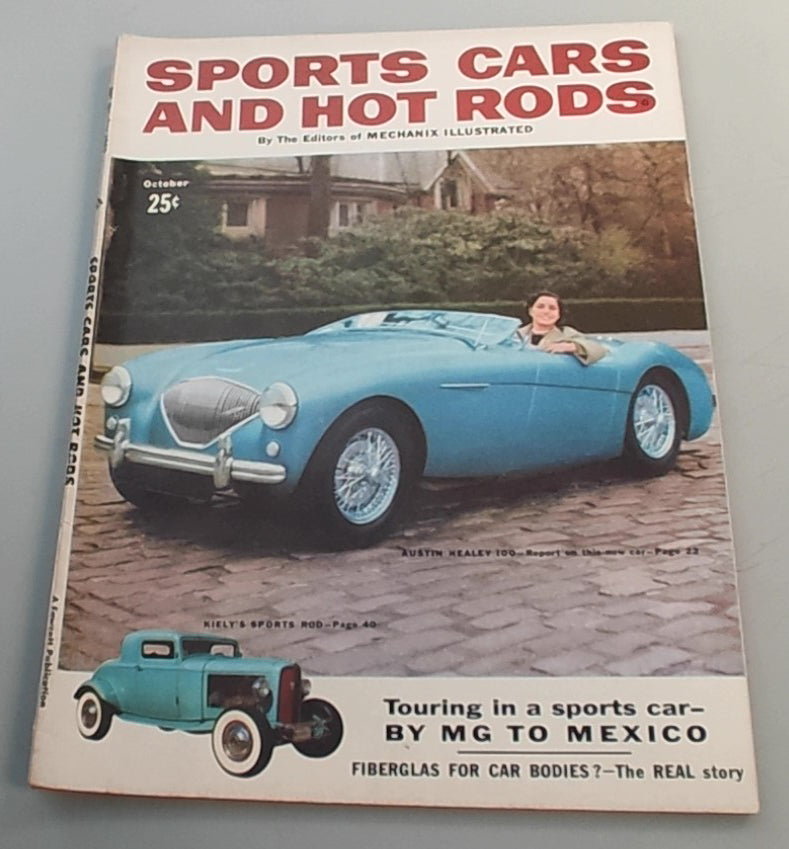 SPORTS CARS
AND HOT RODS
By The Editors of MECHANIX ILLUSTRATED
October
25¢
SPORTS CARS AND HOT RODS
AUSTIN HEALEY 100—Report on this new car—Page 22
KIELY'S SPORTS ROD—Page 40
A Fawcett Publication
Touring in a sports car—
BY MG TO MEXICO
FIBERGLAS FOR CAR BODIES?—The REAL story